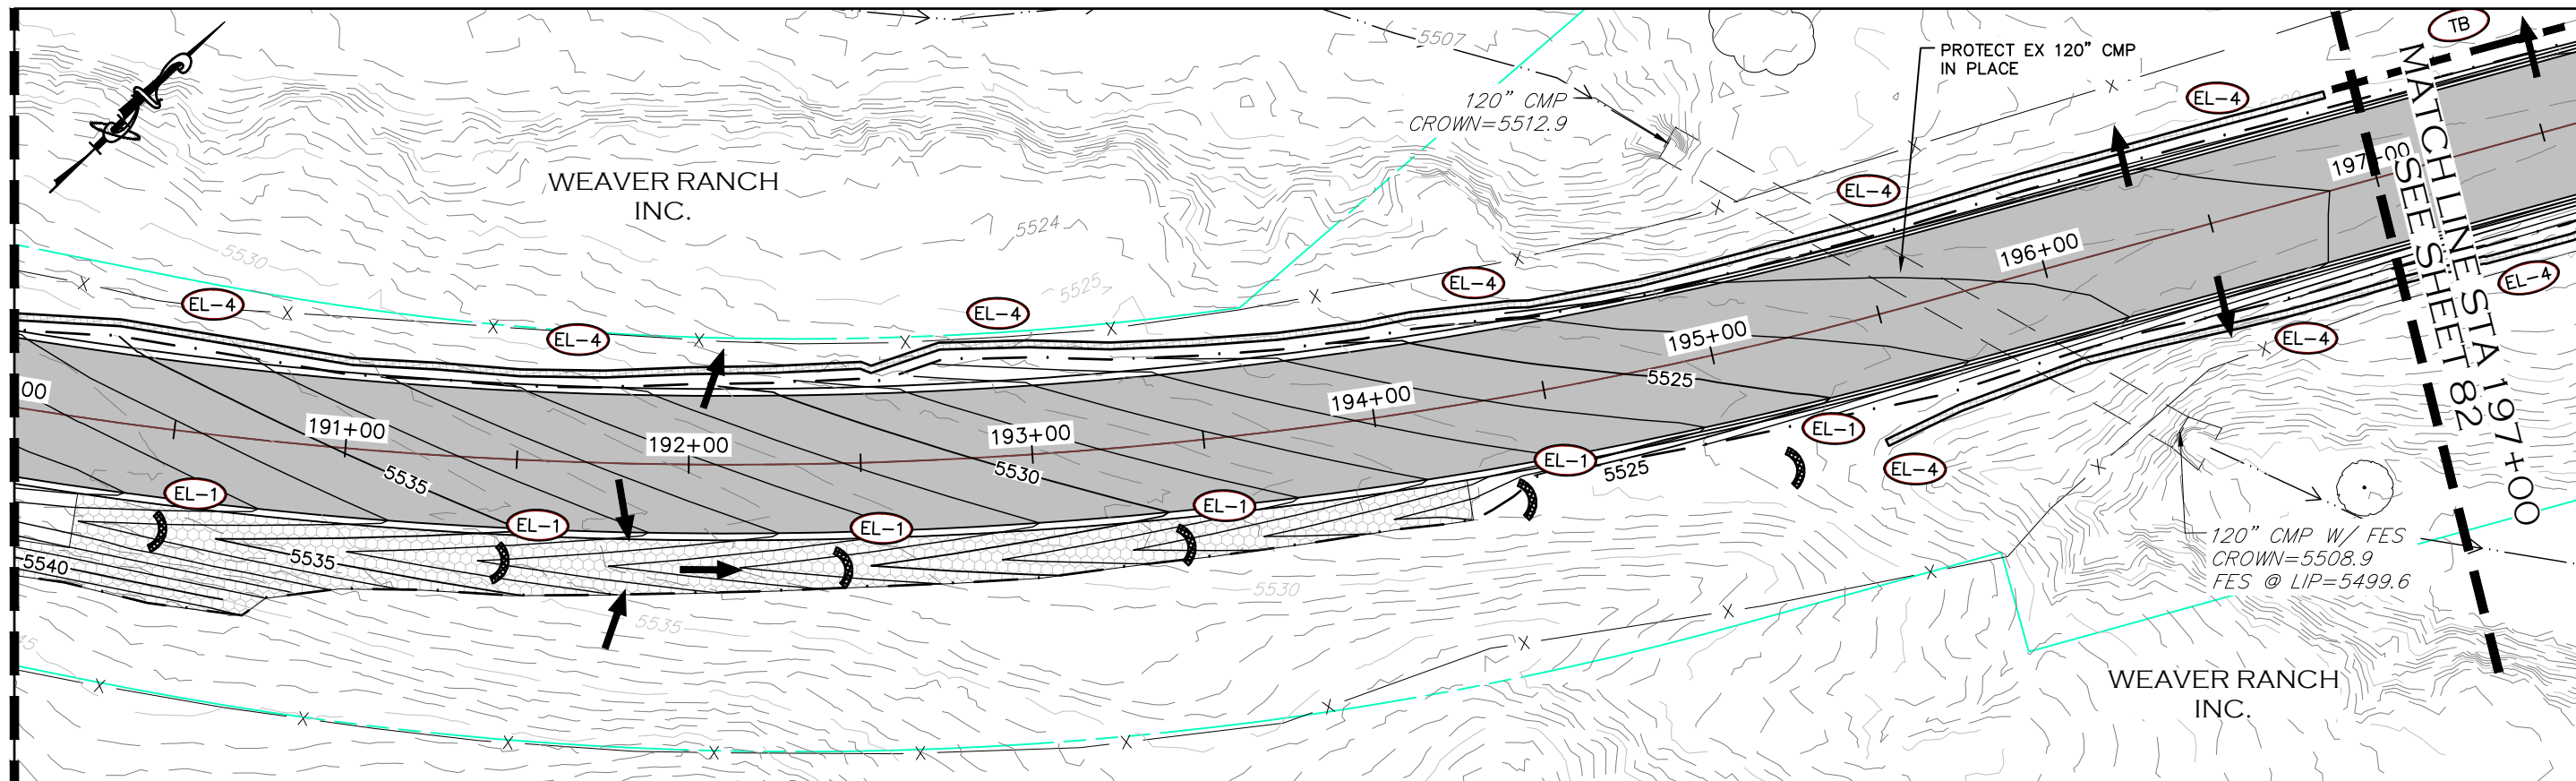 TB
5507
PROTECT EX 120" CMP
IN PLACE
EL-4
120" CMP
CROWN=5512.9
MATCHLINE STA 197+00
SEE SHEET 82
197+00
WEAVER RANCH
INC.
EL-4
5524
5530
196+00
5525
EL-4
EL-4
EL-4
EL-4
EL-4
EL-4
195+00
5525
00
194+00
191+00
192+00
193+00
EL-1
EL-1
EL-4
5535
5530
5525
EL-1
EL-1
EL-1
EL-1
120" CMP W/ FES
CROWN=5508.9
FES @ LIP=5499.6
5540
5535
5530
5535
45
WEAVER RANCH
INC.